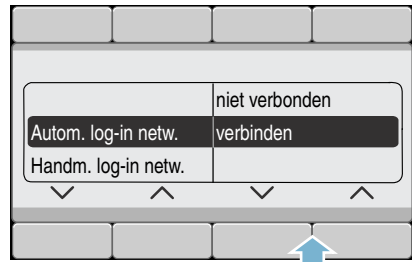 niet verbonden
Autom. log-in netw. verbinden
Handm. log-in netw.